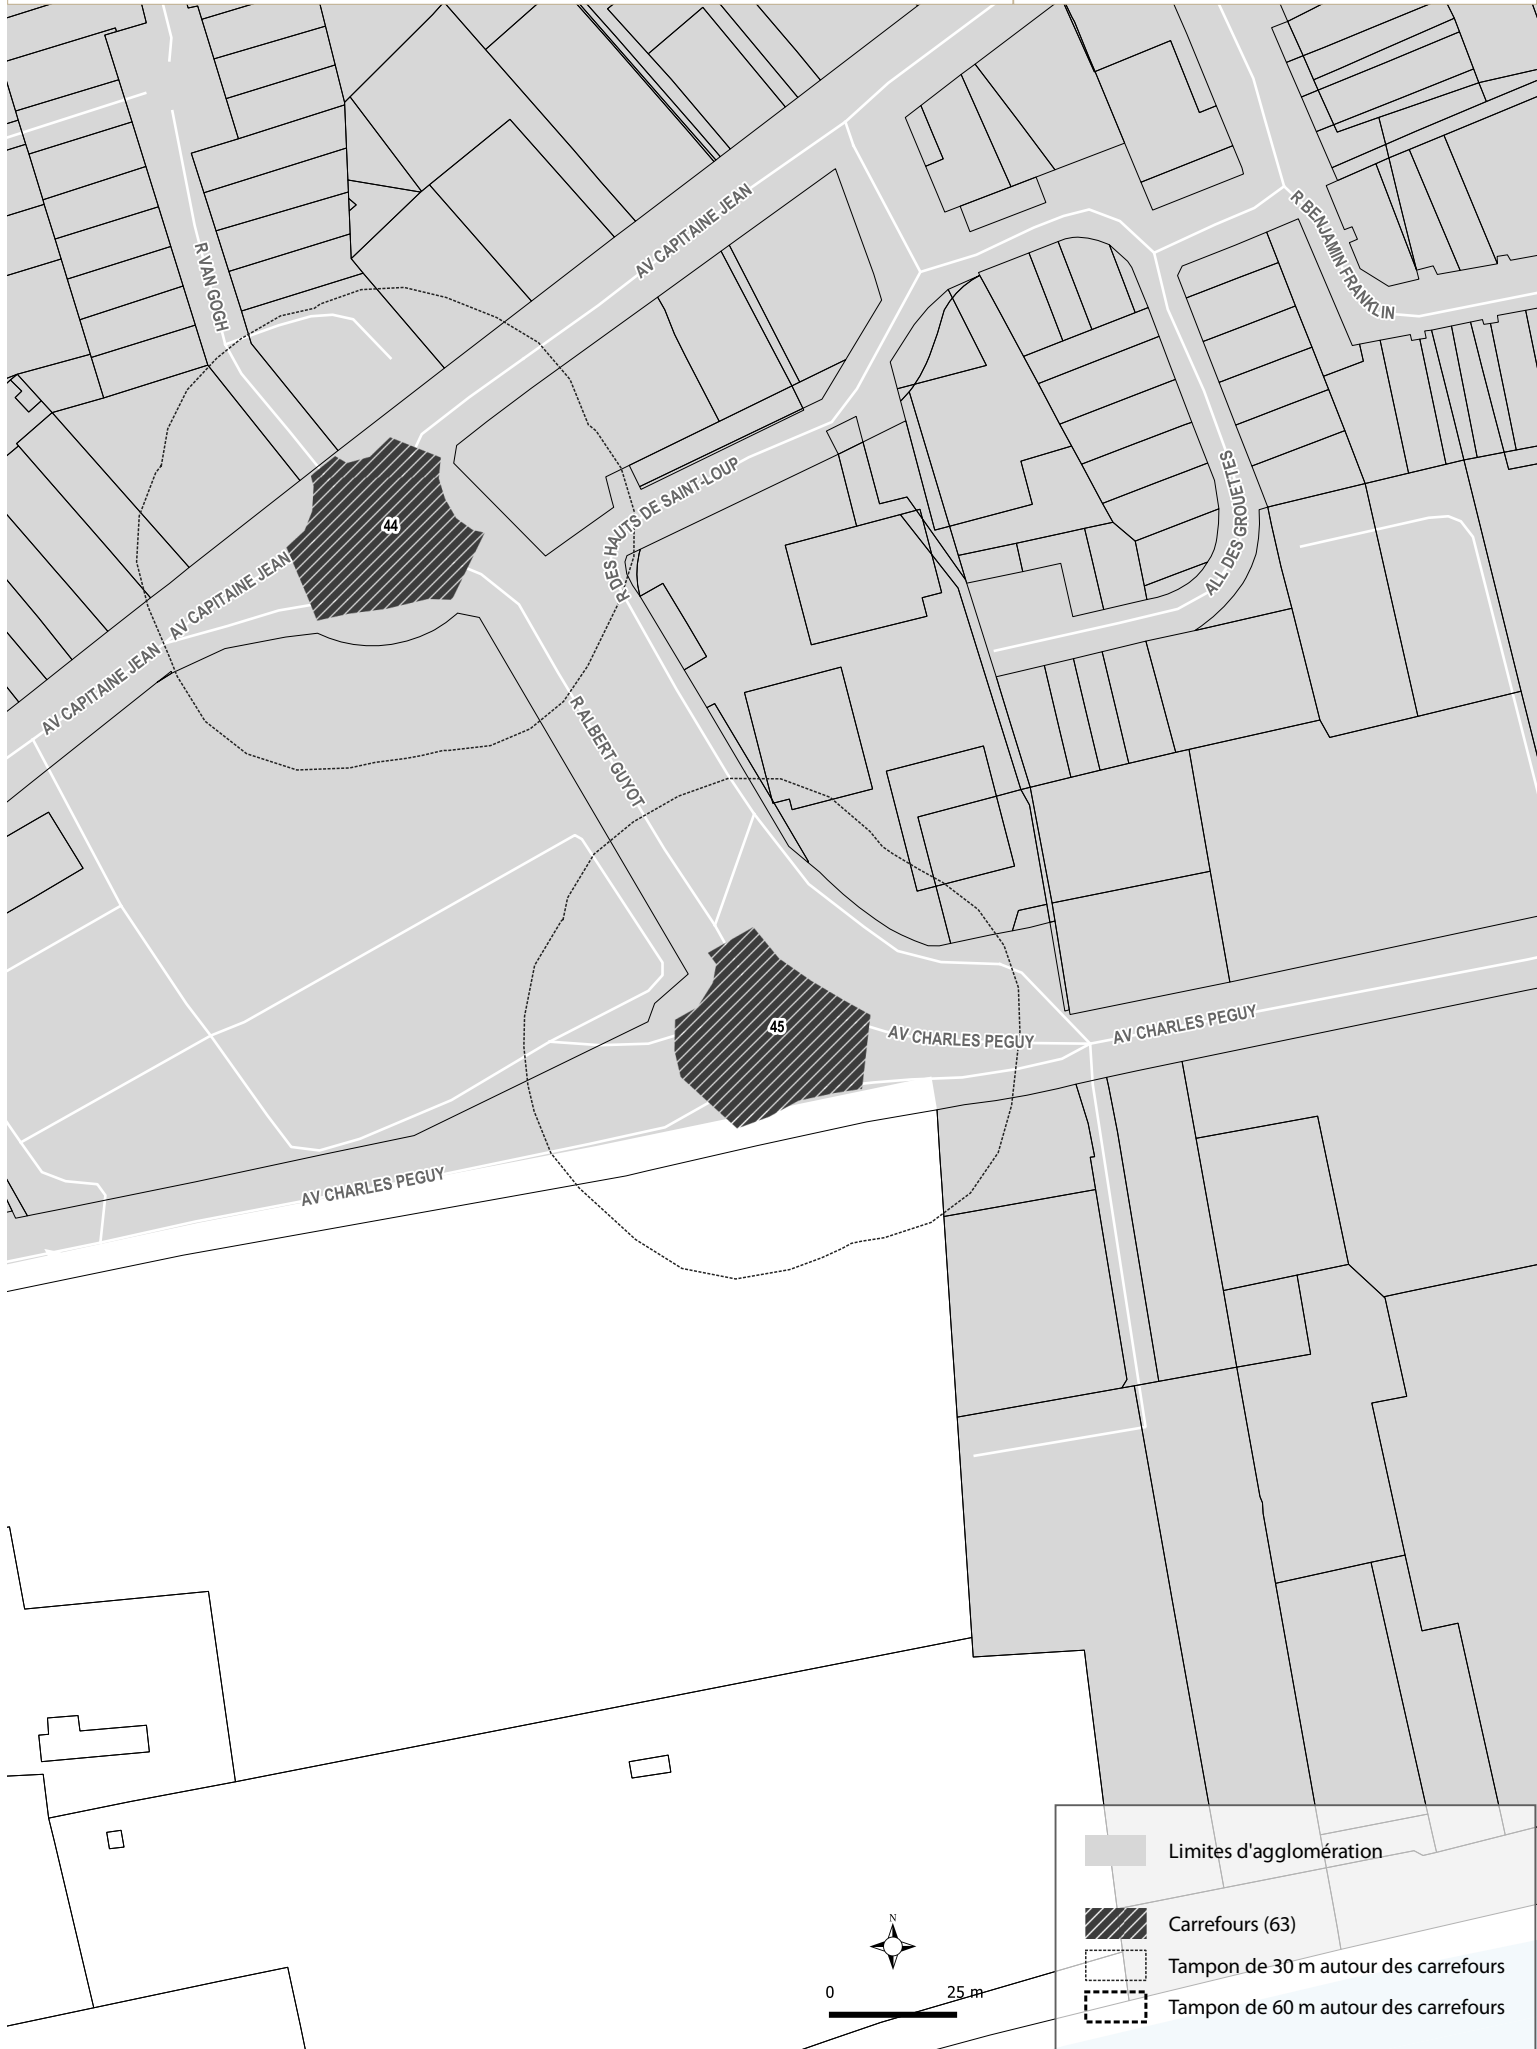 AV CAPITAINE JEAN
R VAN GOGH
R BENJAMIN FRANKLIN
R DES HAUTS DE SAINT-LOUP
ALL DES GROUETTES
44
AV CAPITAINE JEAN
AV CAPITAINE JEAN
R ALBERT GUYOT
45
AV CHARLES PEGUY
AV CHARLES PEGUY
AV CHARLES PEGUY
Limites d'agglomération
Carrefours (63)
Tampon de 30 m autour des carrefours
Tampon de 60 m autour des carrefours
N
0 25 m